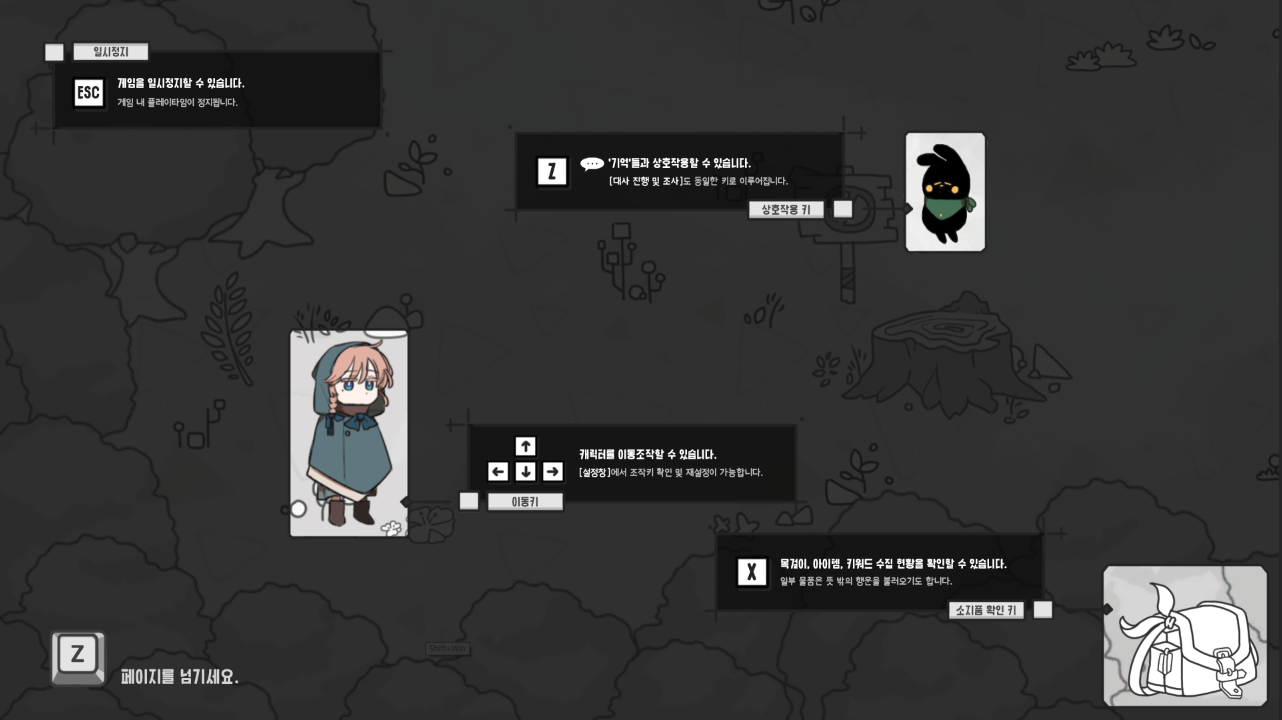 일시정지
ESC
게임을 일시정지할 수 있습니다.
게임 내 플레이타임이 정지됩니다.
Z
'기억'들과 상호작용할 수 있습니다.
[대사 진행 및 조사]도 동일한 키로 이루어집니다.
상호작용 키
캐릭터를 이동조작할 수 있습니다.
[설정창]에서 조작키 확인 및 재설정이 가능합니다.
이동키
X
목걸이, 아이템, 키워드 수집 현황을 확인할 수 있습니다.
일부 물품은 뜻 밖의 행운을 불러오기도 합니다.
소지품 확인 키
Shift+Win
Z
페이지를 넘기세요.